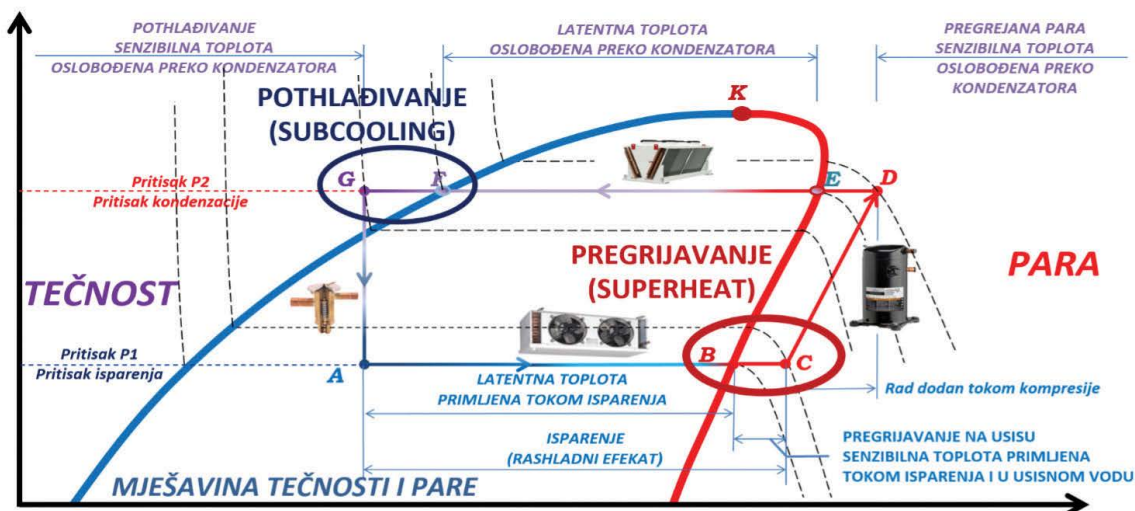 POTHLAĐIVANJE
SENZIBILNA TOPLOTA
OSLOBOĐENA PREKO KONDENZATORA
LATENTNA TOPLOTA
OSLOBOĐENA PREKO KONDENZATORA
PREGREJANA PARA
SENZIBILNA TOPLOTA
OSLOBOĐENA PREKO
KONDENZATORA
POTHLAĐIVANJE
(SUBCOOLING)
K
G
F
E
D
Pritisak P2
Pritisak kondenzacije
PREGRIJAVANJE
(SUPERHEAT)
TEČNOST
PARA
Pritisak P1
Pritisak isparenja
A
B
C
LATENTNA TOPLOTA
PRIMLJENA TOKOM ISPARENJA
Rad dodan tokom kompresije
ISPARENJE
(RASHLADNI EFEKAT)
PREGRIJAVANJE NA USISU
SENZIBILNA TOPLOTA PRIMLJENA
TOKOM ISPARENJA I U USISNOM VODU
MJEŠAVINA TEČNOSTI I PARE